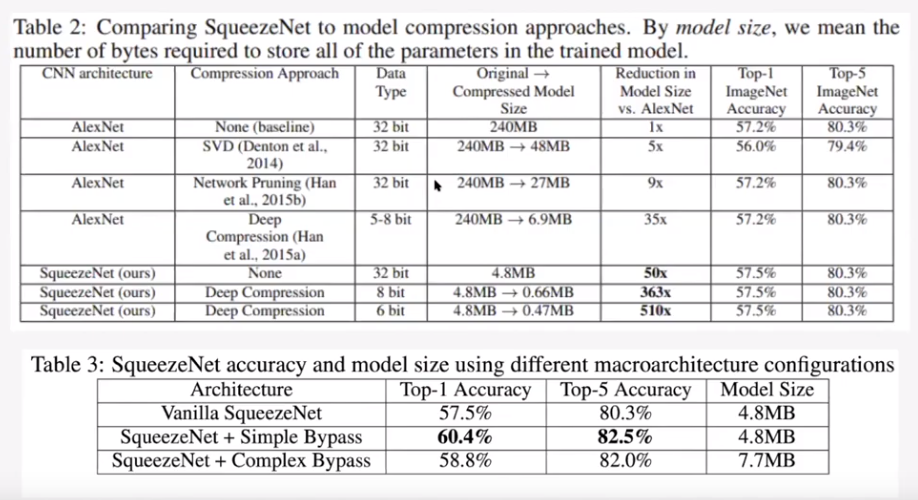 Table 2: Comparing SqueezeNet to model compression approaches. By model size, we mean the
number of bytes required to store all of the parameters in the trained model.
CNN architecture Compression Approach Data Type Original → Compressed Model Size Reduction in Model Size vs. AlexNet Top-1 ImageNet Accuracy Top-5 ImageNet Accuracy
AlexNet None (baseline) 32 bit 240MB 1x 57.2% 80.3%
AlexNet SVD (Denton et al., 2014) 32 bit 240MB → 48MB 5x 56.0% 79.4%
AlexNet Network Pruning (Han et al., 2015b) 32 bit 240MB → 27MB 9x 57.2% 80.3%
AlexNet Deep Compression (Han et al., 2015a) 5-8 bit 240MB → 6.9MB 35x 57.2% 80.3%
SqueezeNet (ours) None 32 bit 4.8MB 50x 57.5% 80.3%
SqueezeNet (ours) Deep Compression 8 bit 4.8MB → 0.66MB 363x 57.5% 80.3%
SqueezeNet (ours) Deep Compression 6 bit 4.8MB → 0.47MB 510x 57.5% 80.3%
Table 3: SqueezeNet accuracy and model size using different macroarchitecture configurations
Architecture Top-1 Accuracy Top-5 Accuracy Model Size
Vanilla SqueezeNet 57.5% 80.3% 4.8MB
SqueezeNet + Simple Bypass 60.4% 82.5% 4.8MB
SqueezeNet + Complex Bypass 58.8% 82.0% 7.7MB